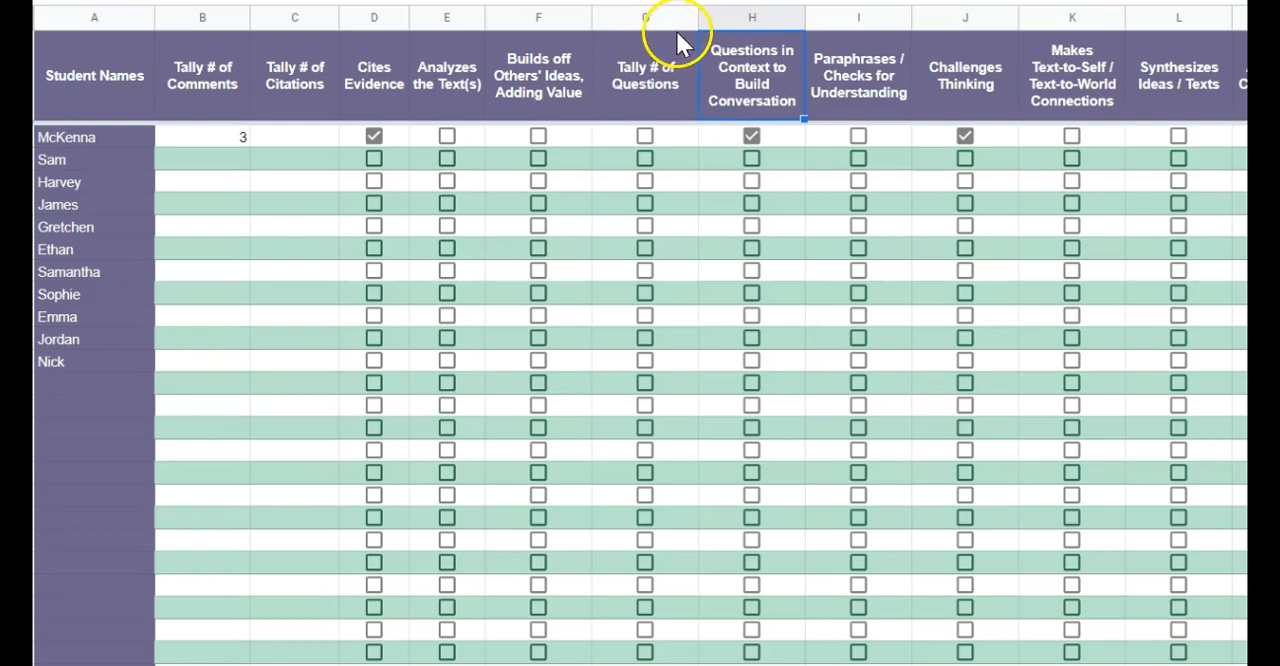 A B C D E F G H I J K L
Student Names
Tally # of
Comments
Tally # of
Citations
Cites
Evidence
Analyzes
the Text(s)
Builds off
Others' Ideas,
Adding Value
Tally # of
Questions
Questions in
Context to
Build
Conversation
Paraphrases /
Checks for
Understanding
Challenges
Thinking
Makes
Text-to-Self /
Text-to-World
Connections
Synthesizes
Ideas / Texts
McKenna 3
Sam
Harvey
James
Gretchen
Ethan
Samantha
Sophie
Emma
Jordan
Nick